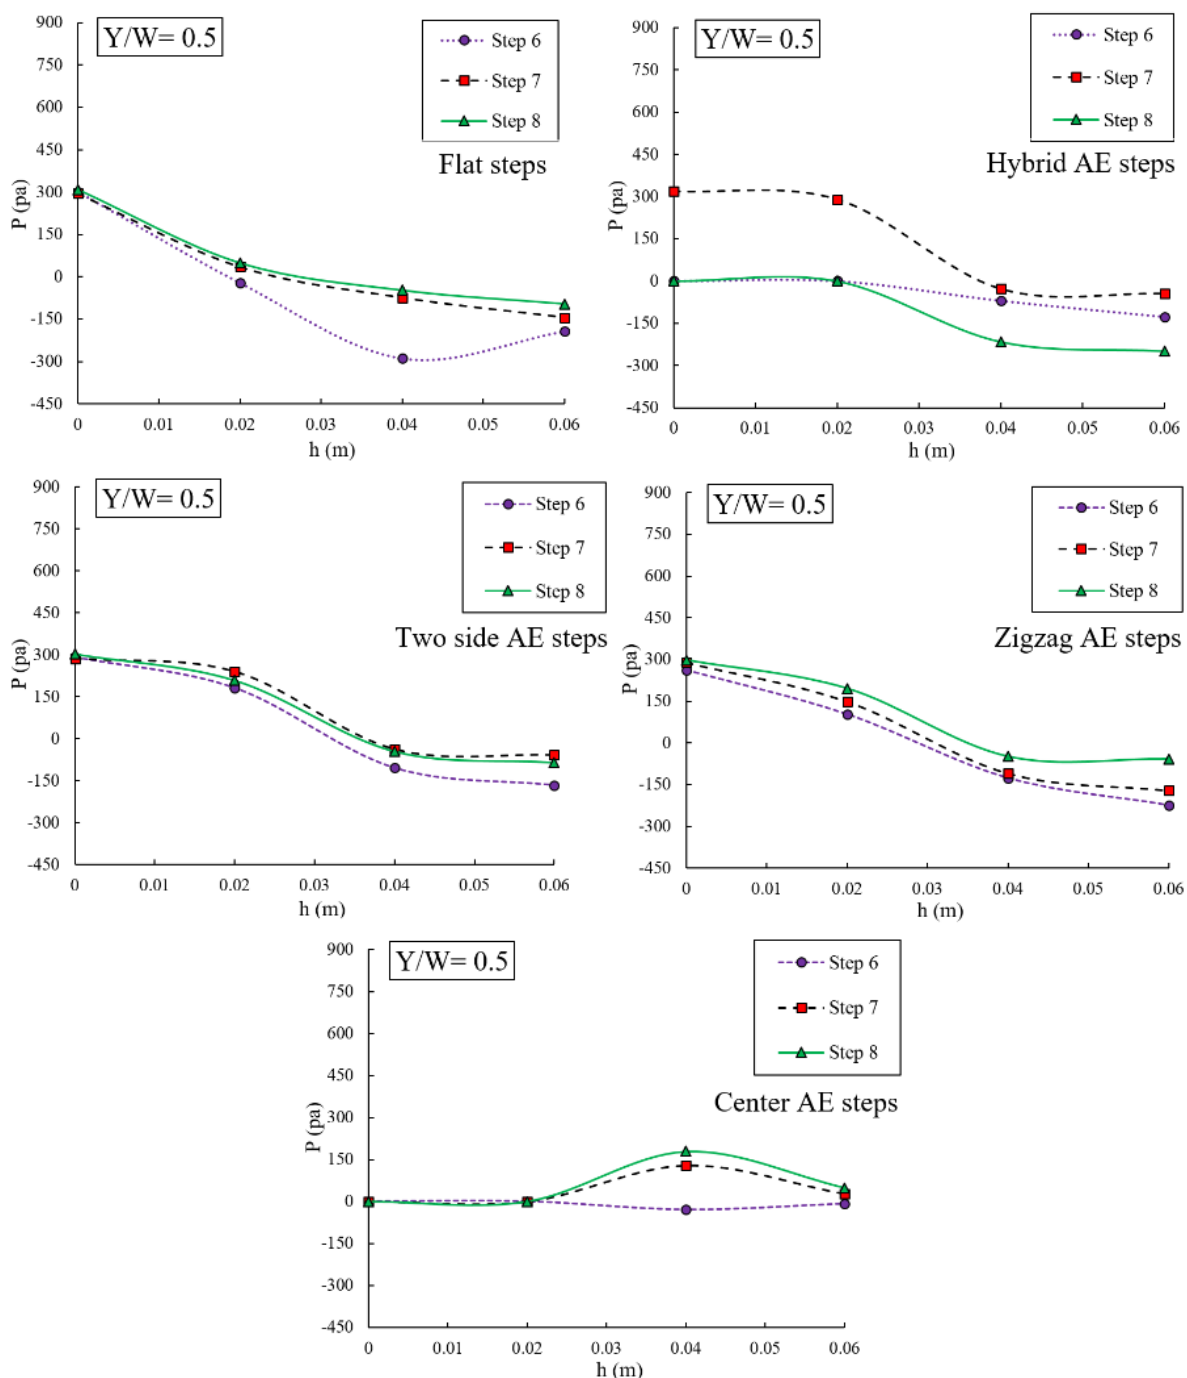 Y/W= 0.5
Step 6
Step 7
Step 8
Flat steps
P (pa)
900
750
600
450
300
150
0
-150
-300
-450
0 0.01 0.02 0.03 0.04 0.05 0.06
h (m)
Y/W= 0.5
Step 6
Step 7
Step 8
Hybrid AE steps
P (pa)
900
750
600
450
300
150
0
-150
-300
-450
0 0.01 0.02 0.03 0.04 0.05 0.06
h (m)
Y/W= 0.5
Step 6
Step 7
Step 8
Two side AE steps
P (pa)
900
750
600
450
300
150
0
-150
-300
-450
0 0.01 0.02 0.03 0.04 0.05 0.06
h (m)
Y/W= 0.5
Step 6
Step 7
Step 8
Zigzag AE steps
P (pa)
900
750
600
450
300
150
0
-150
-300
-450
0 0.01 0.02 0.03 0.04 0.05 0.06
h (m)
Y/W= 0.5
Step 6
Step 7
Step 8
Center AE steps
P (pa)
900
750
600
450
300
150
0
-150
-300
-450
0 0.01 0.02 0.03 0.04 0.05 0.06
h (m)